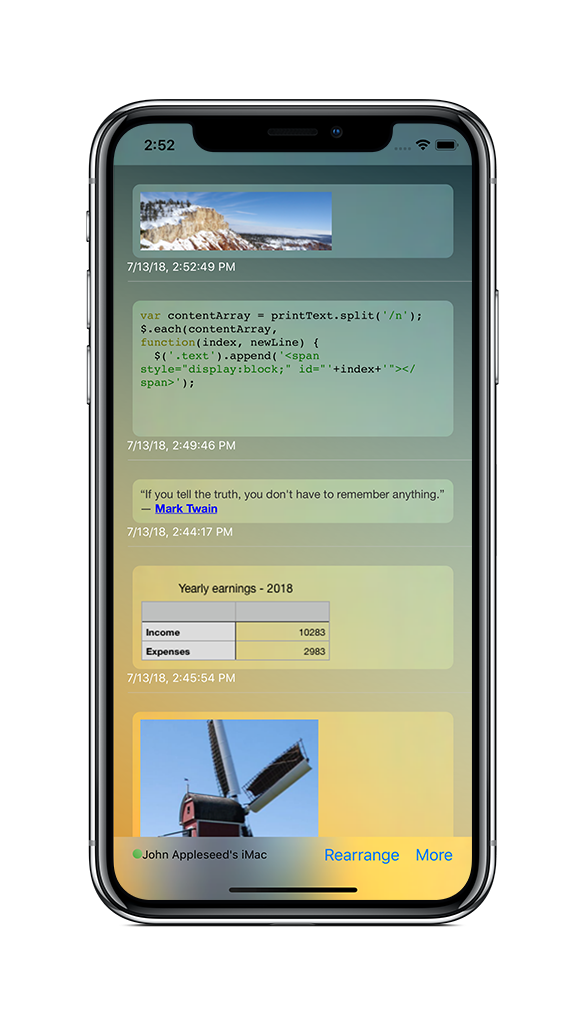 2:52
7/13/18, 2:52:49 PM
var contentArray = printText.split('/n');
$.each(contentArray,
function(index, newLine) {
  $('.text').append('<span
style="display:block;" id="'+index+'"></
span>');
7/13/18, 2:49:46 PM
“If you tell the truth, you don't have to remember anything.”
— Mark Twain
7/13/18, 2:44:17 PM
Yearly earnings - 2018
Income 10283
Expenses 2983
7/13/18, 2:45:54 PM
John Appleseed's iMac Rearrange More